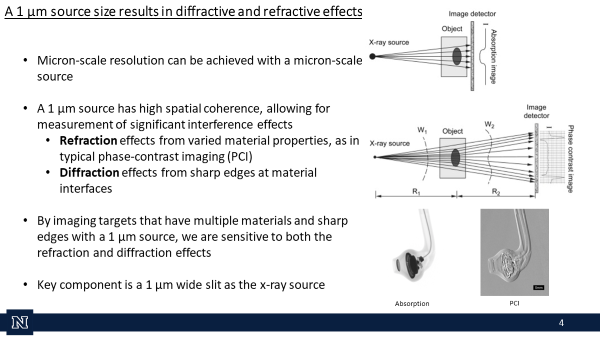 A 1 μm source size results in diffractive and refractive effects
• Micron-scale resolution can be achieved with a micron-scale
source
• A 1 μm source has high spatial coherence, allowing for
measurement of significant interference effects
• Refraction effects from varied material properties, as in
typical phase-contrast imaging (PCI)
• Diffraction effects from sharp edges at material
interfaces
• By imaging targets that have multiple materials and sharp
edges with a 1 μm source, we are sensitive to both the
refraction and diffraction effects
• Key component is a 1 μm wide slit as the x-ray source
Image detector
Object
X-ray source
I
Absorption image
Image
detector
Object
W1
W2
X-ray source
I
Phase contrast image
R1
R2
Absorption
PCI
N
4